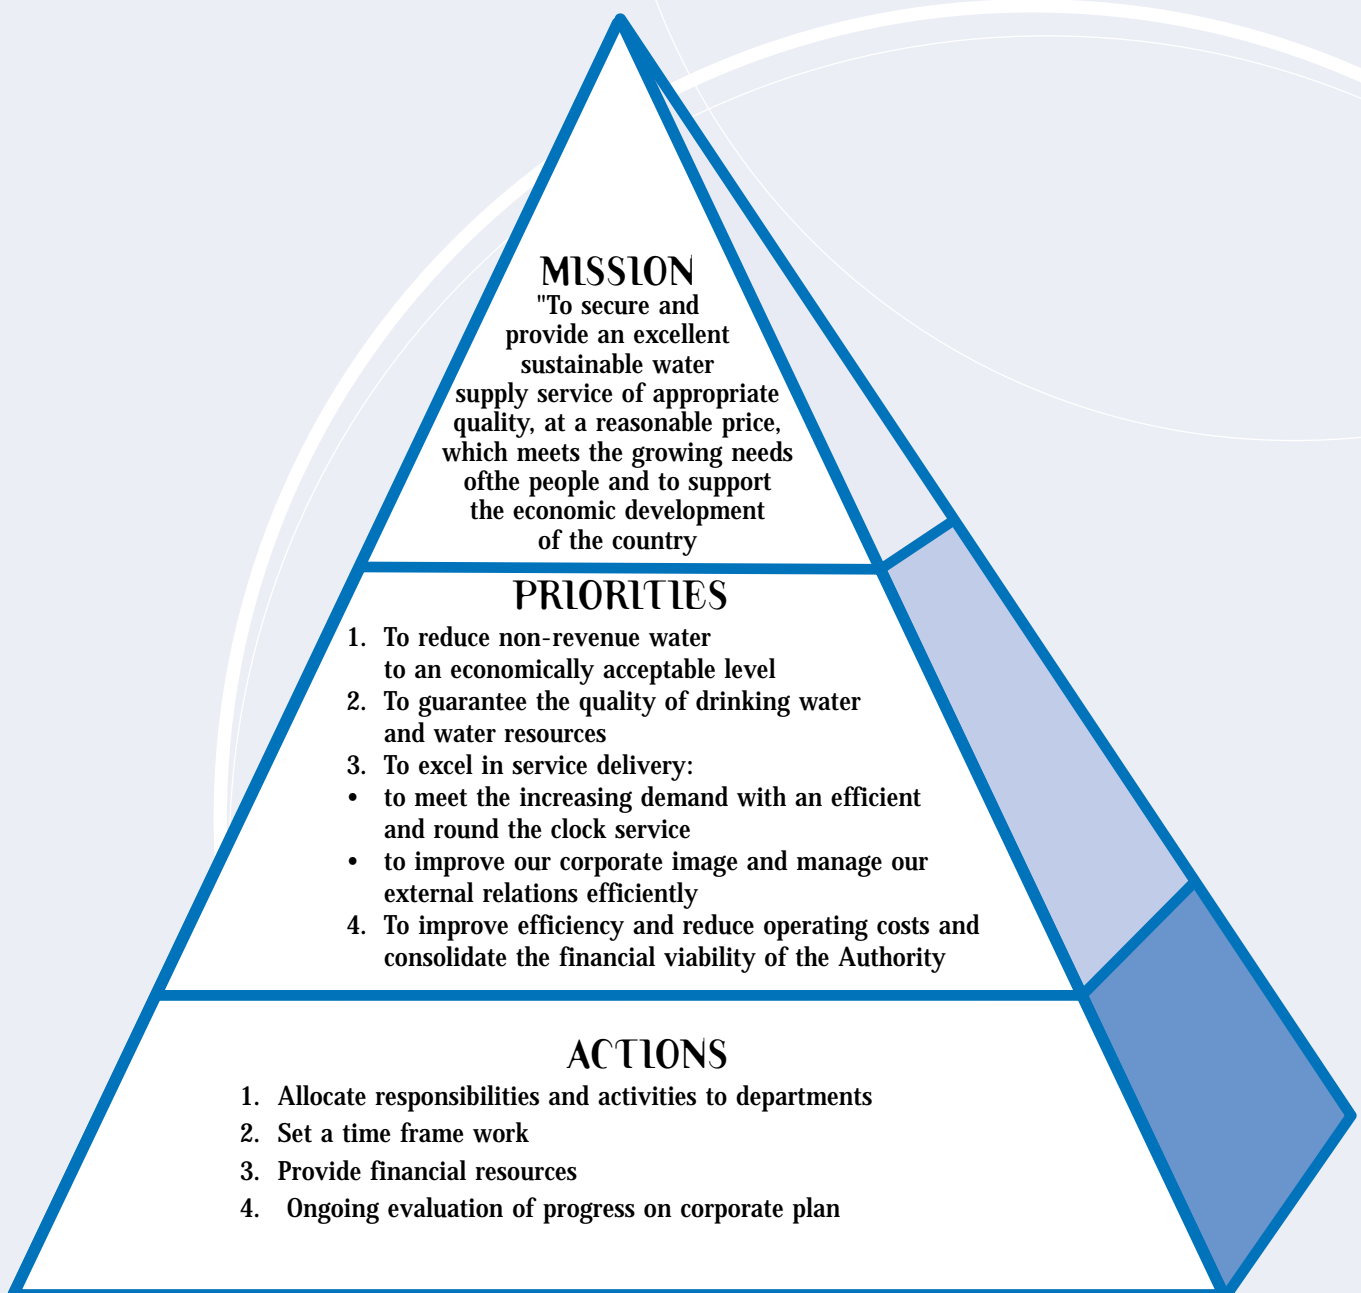 MISSION
"To secure and
provide an excellent
sustainable water
supply service of appropriate
quality, at a reasonable price,
which meets the growing needs
ofthe people and to support
the economic development
of the country
PRIORITIES
1. To reduce non-revenue water
to an economically acceptable level
2. To guarantee the quality of drinking water
and water resources
3. To excel in service delivery:
• to meet the increasing demand with an efficient
and round the clock service
• to improve our corporate image and manage our
external relations efficiently
4. To improve efficiency and reduce operating costs and
consolidate the financial viability of the Authority
ACTIONS
1. Allocate responsibilities and activities to departments
2. Set a time frame work
3. Provide financial resources
4. Ongoing evaluation of progress on corporate plan